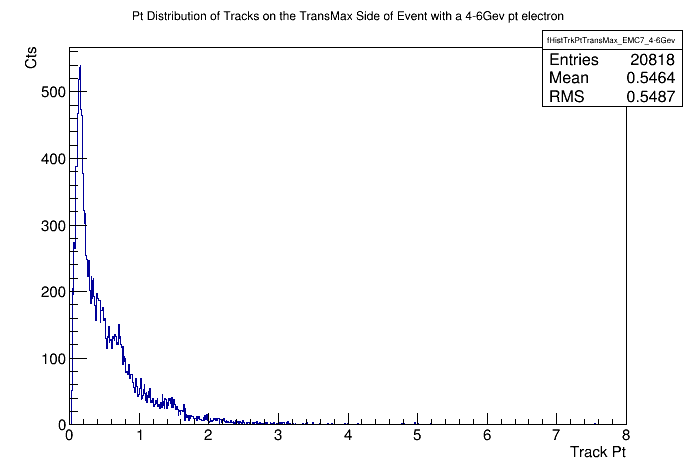 Pt Distribution of Tracks on the TransMax Side of Event with a 4-6Gev pt electron
Cts
fHistTrkPtTransMax_EMC7_4-6Gev
Entries 20818
Mean 0.5464
RMS 0.5487
500
400
300
200
100
0
0 1 2 3 4 5 6 7 8
Track Pt